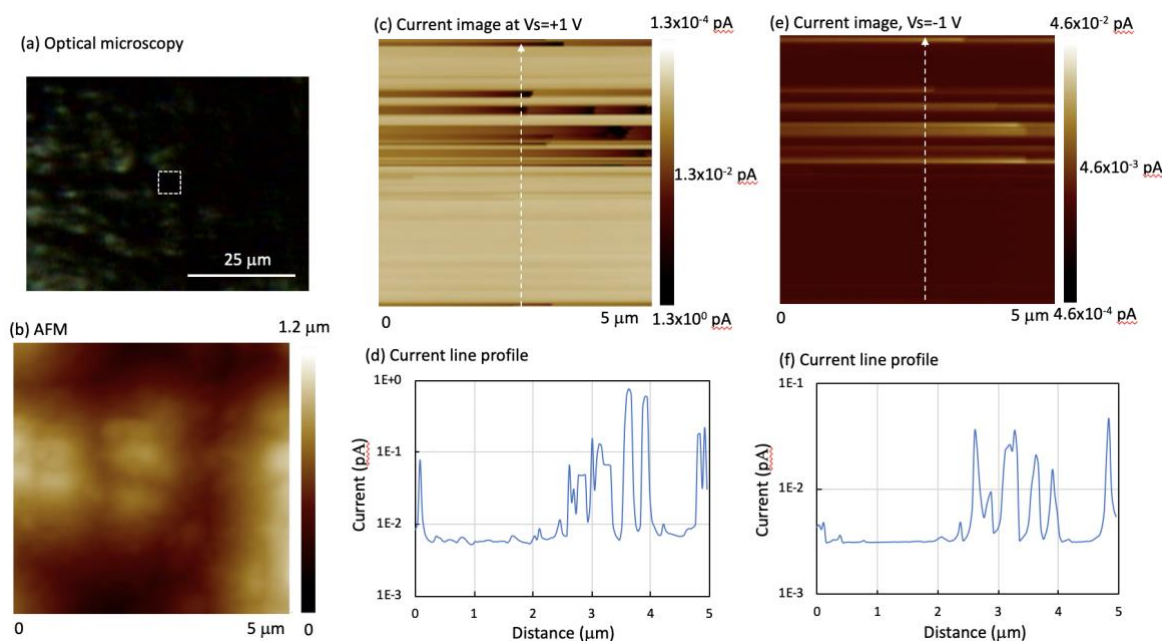 (a) Optical microscopy
25 μm
(b) AFM
1.2 μm
0
5 μm
0
(c) Current image at Vs=+1 V
1.3x10⁻⁴ pA
1.3x10⁻² pA
1.3x10⁰ pA
0
5 μm
(d) Current line profile
1E+0
1E-1
1E-2
1E-3
Current (pA)
0 1 2 3 4 5
Distance (μm)
(e) Current image, Vs=-1 V
4.6x10⁻² pA
4.6x10⁻³ pA
4.6x10⁻⁴ pA
0
5 μm
(f) Current line profile
1E-1
1E-2
1E-3
Current (pA)
0 1 2 3 4 5
Distance (μm)